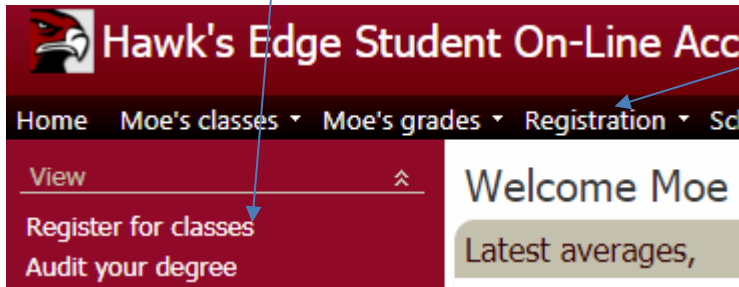 Hawk's Edge Student On-Line Acc
Home Moe's classes Moe's grades Registration Scl
View
Register for classes
Audit your degree
Welcome Moe
Latest averages,